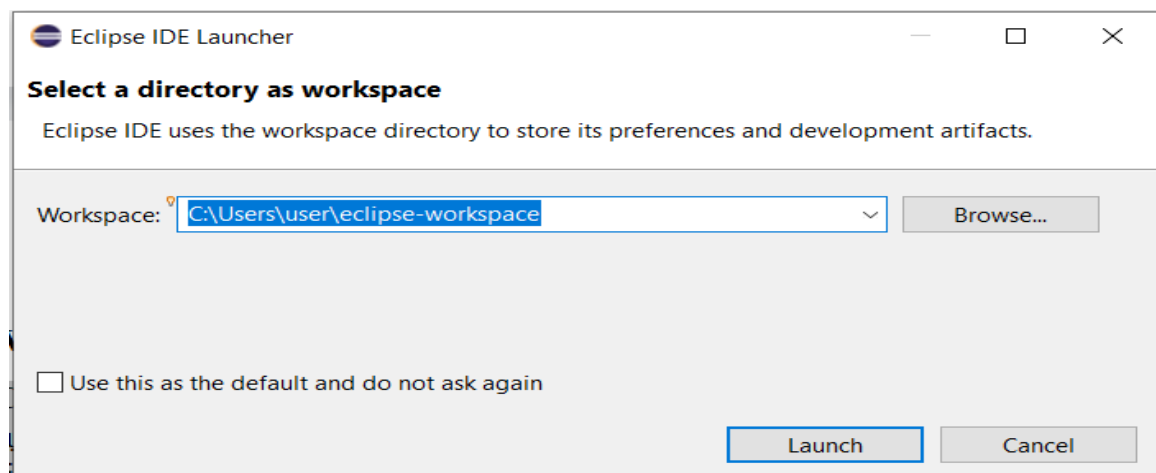 Eclipse IDE Launcher
Select a directory as workspace
Eclipse IDE uses the workspace directory to store its preferences and development artifacts.
Workspace: C:\Users\user\eclipse-workspace Browse...
Use this as the default and do not ask again
Launch Cancel